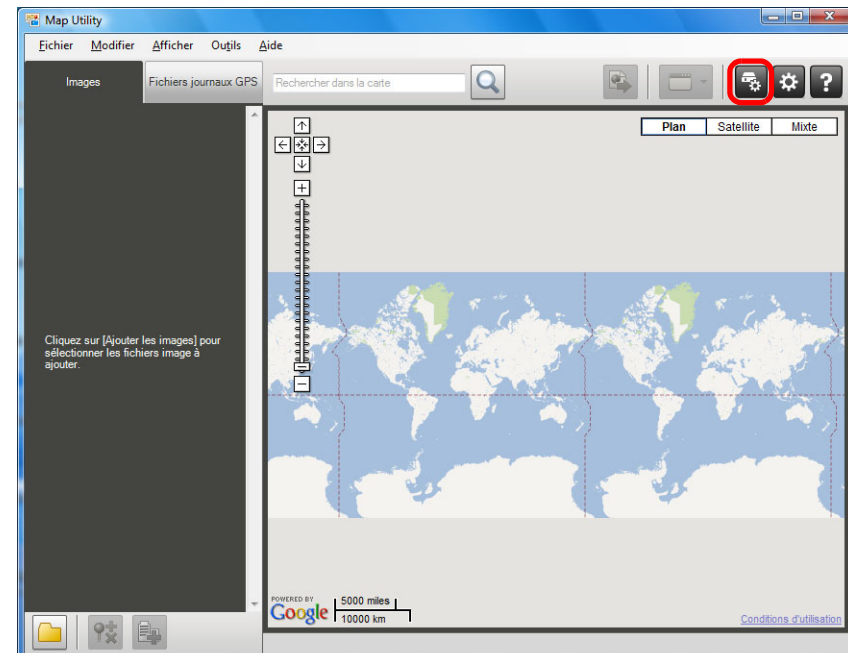 Map Utility
Fichier Modifier Afficher Outils Aide
Images
Fichiers journaux GPS
Rechercher dans la carte
?
Plan
Satellite
Mixte
Cliquez sur [Ajouter les images] pour
sélectionner les fichiers image à
ajouter.
POWERED BY
Google
5000 miles
10000 km
Conditions d'utilisation